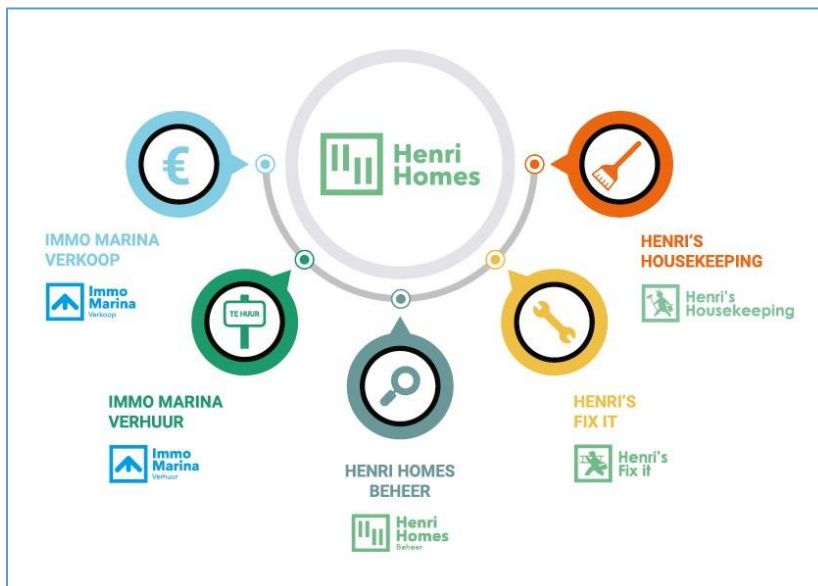 Henri
Homes
€
IMMO MARINA
VERKOOP
Immo
Marina
Verkoop
TE HUUR
IMMO MARINA
VERHUUR
Immo
Marina
Verhuur
HENRI HOMES
BEHEER
Henri
Homes
Beheer
HENRI'S
FIX IT
Henri's
Fix it
HENRI'S
HOUSEKEEPING
Henri's
Housekeeping